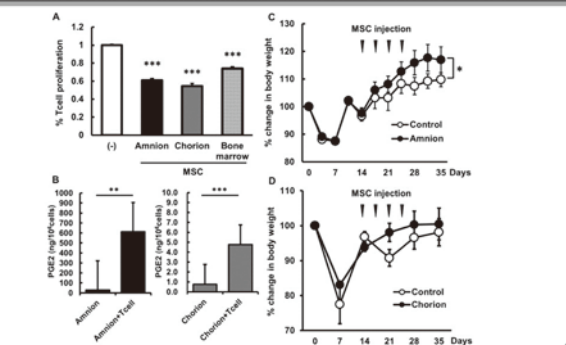 A
% Tcell proliferation
1.2
1
0.8
0.6
0.4
0.2
0
***
***
***
(-)
Amnion
Chorion
Bone marrow
MSC
B
PGE2 (ng/10⁶cells)
1000
900
800
700
600
500
400
300
200
100
0
**
Amnion
Amnion+Tcell
PGE2 (ng/10⁶cells)
10.0
9.0
8.0
7.0
6.0
5.0
4.0
3.0
2.0
1.0
0.0
***
Chorion
Chorion+Tcell
C
MSC injection
% change in body weight
130
120
110
100
90
80
*
Control
Amnion
0 7 14 21 28 35 Days
D
MSC injection
% change in body weight
110
100
90
80
70
Control
Chorion
0 7 14 21 28 35 Days